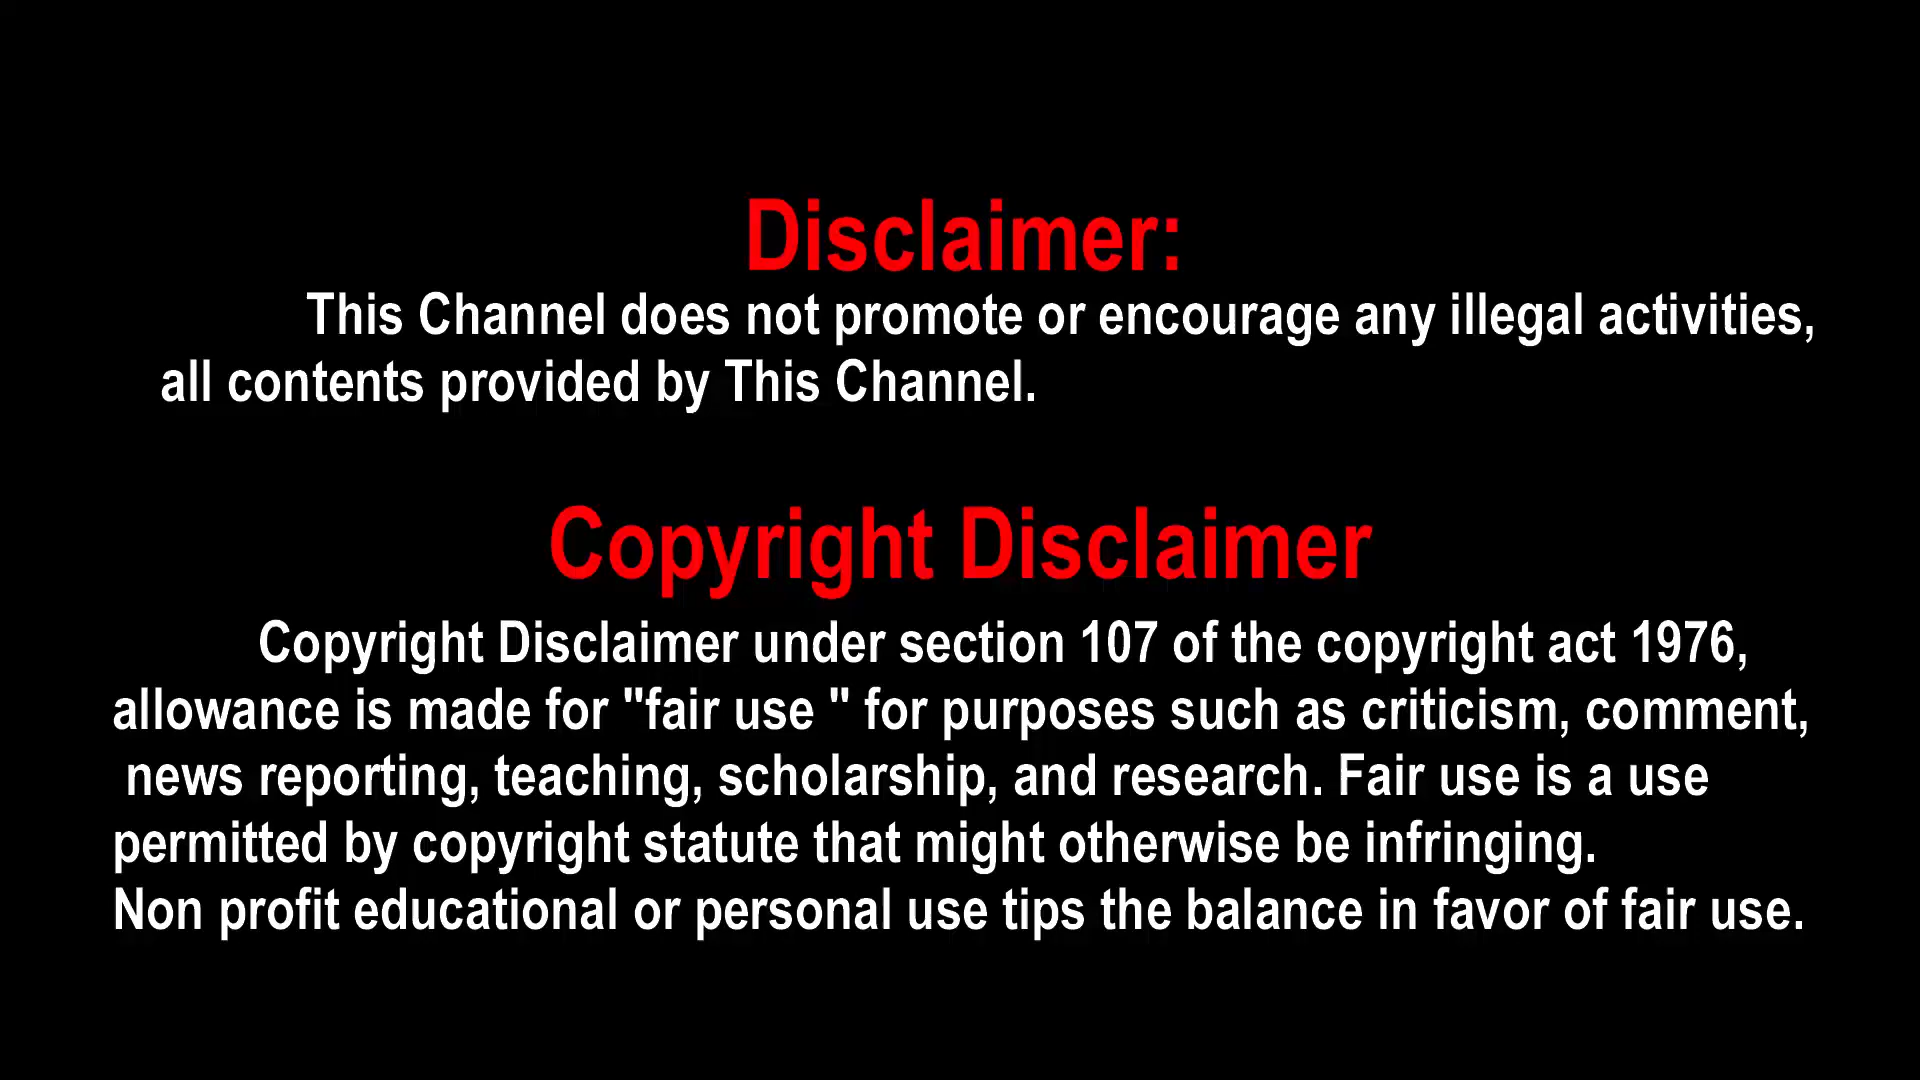 Disclaimer:
This Channel does not promote or encourage any illegal activities,
all contents provided by This Channel.
Copyright Disclaimer
Copyright Disclaimer under section 107 of the copyright act 1976,
allowance is made for "fair use " for purposes such as criticism, comment,
news reporting, teaching, scholarship, and research. Fair use is a use
permitted by copyright statute that might otherwise be infringing.
Non profit educational or personal use tips the balance in favor of fair use.